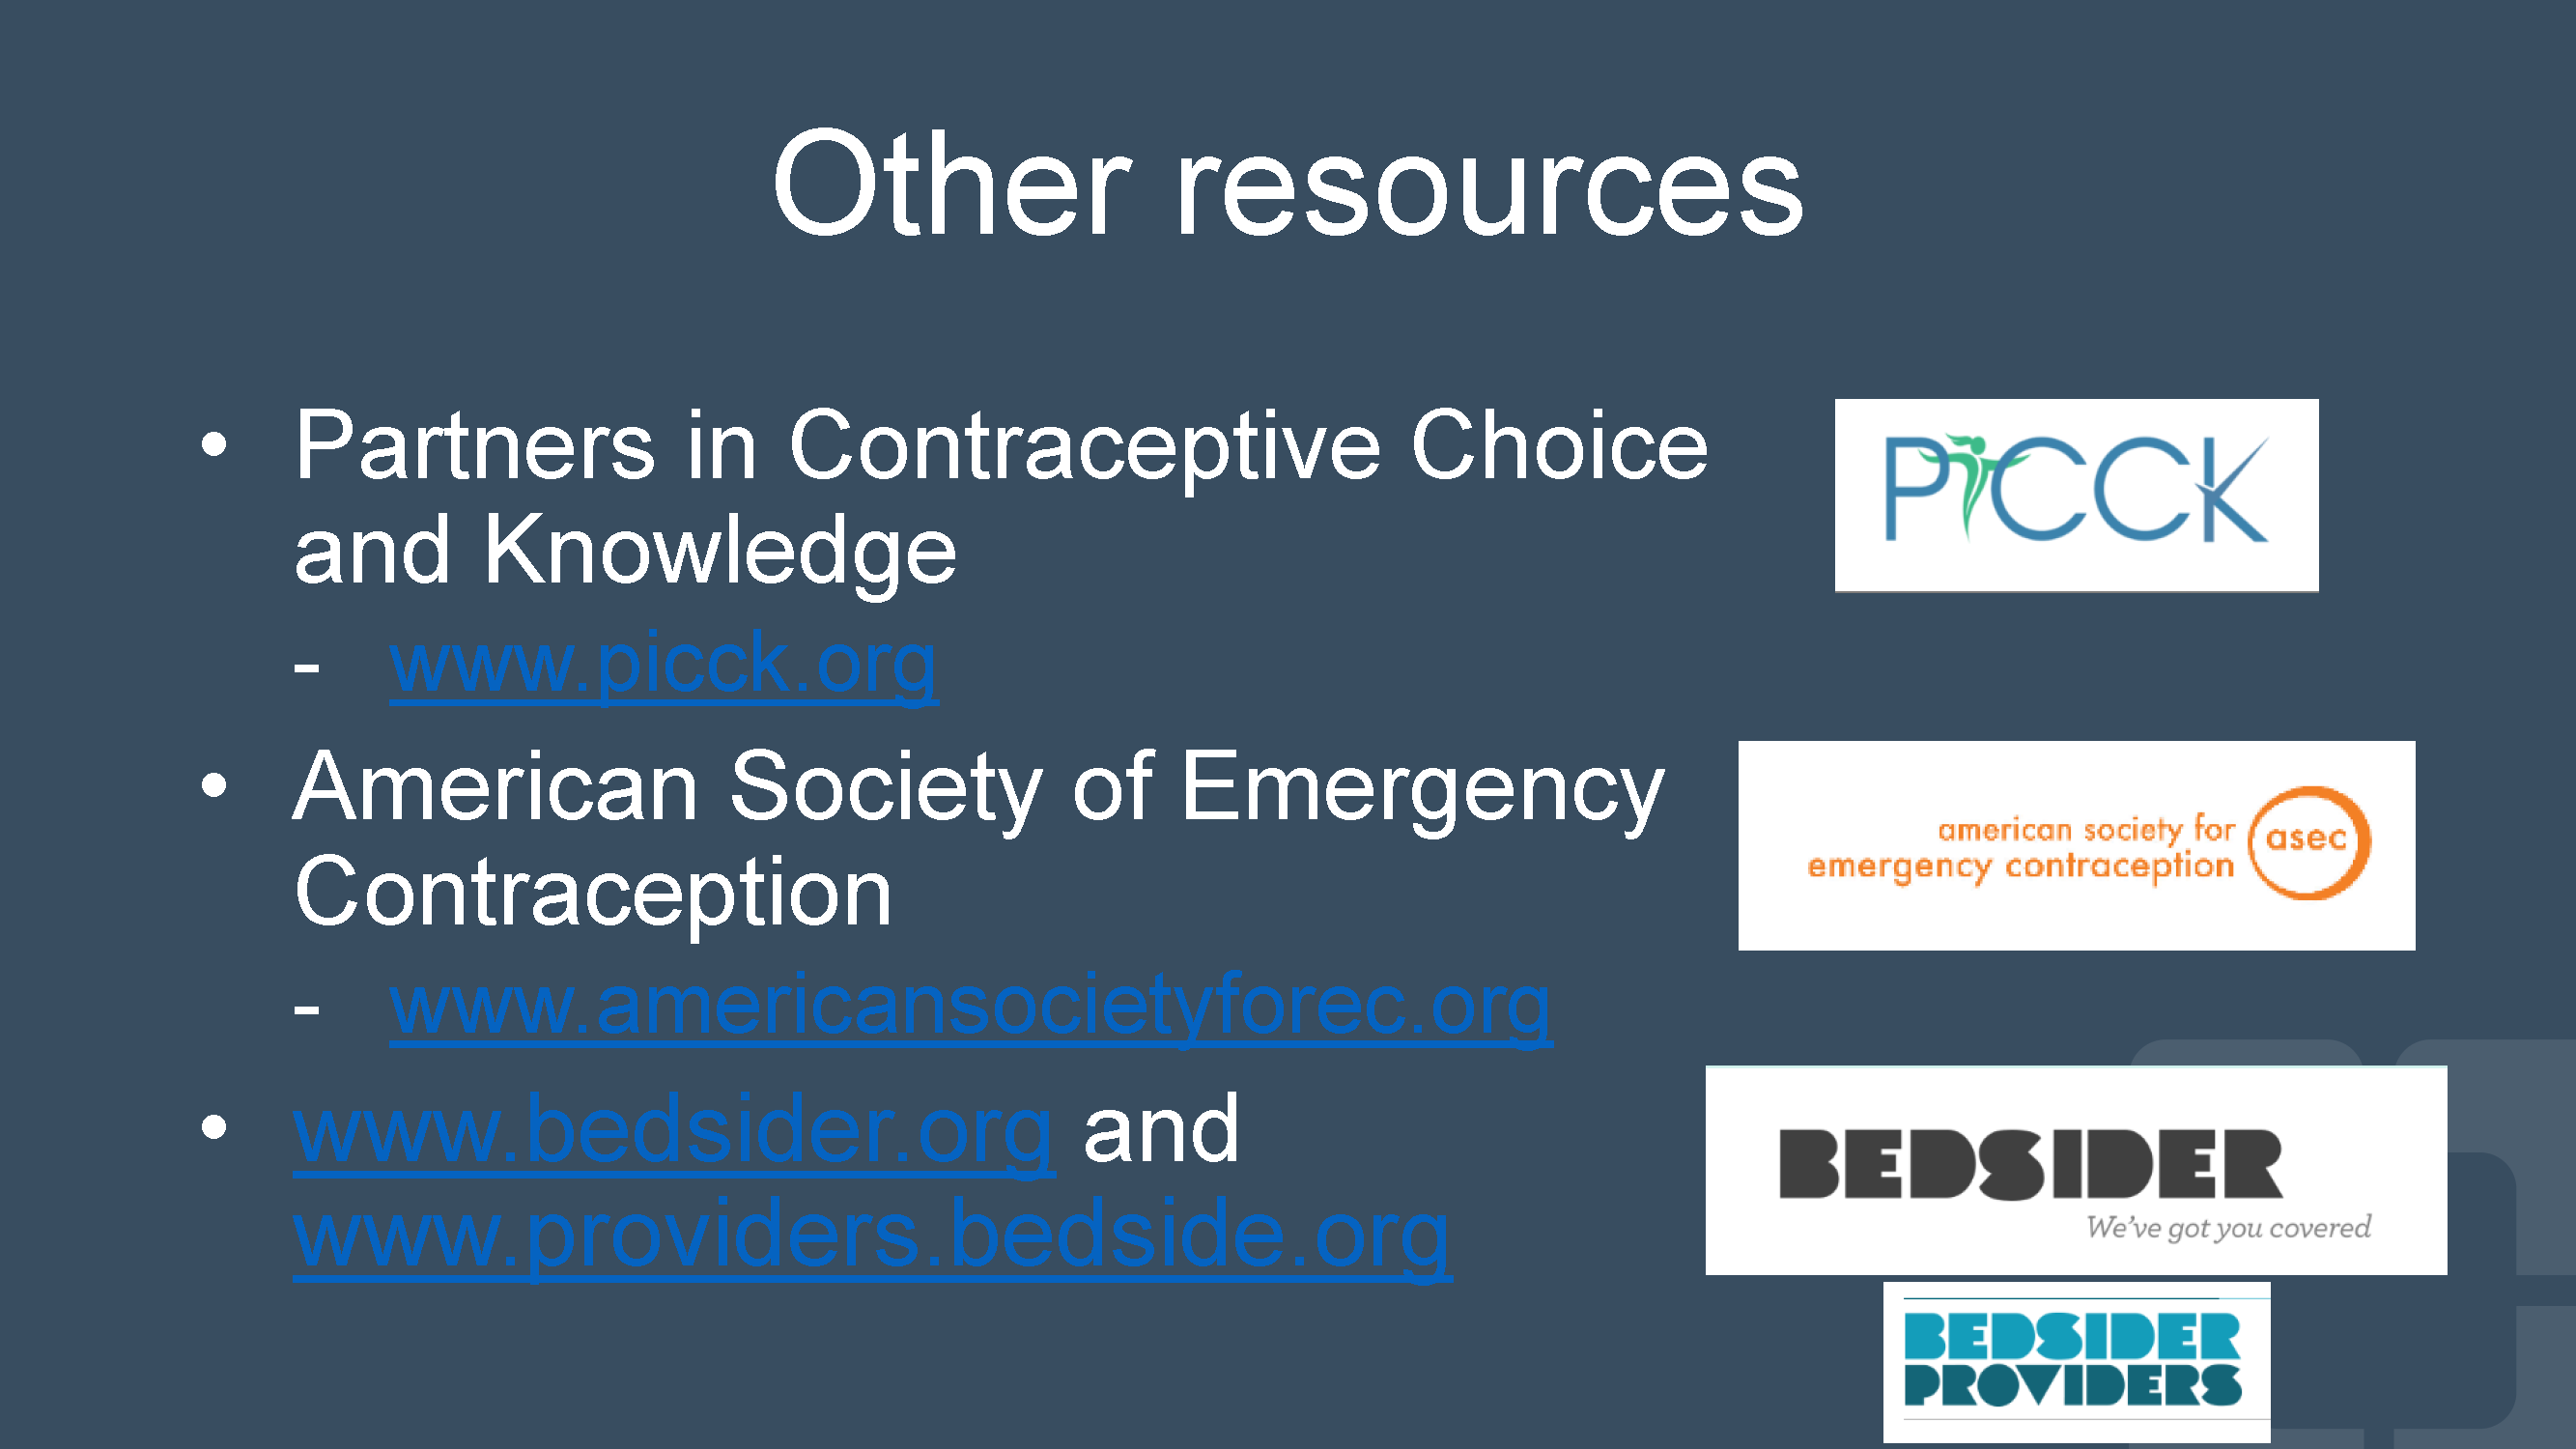 Other resources
• Partners in Contraceptive Choice
and Knowledge
- www.picck.org
PiCCK
• American Society of Emergency
Contraception
- www.americansocietyforec.org
american society for
emergency contraception
asec
• www.bedsider.org and
www.providers.bedside.org
BEDSIDER
We've got you covered
BEDSIDER
PROVIDERS